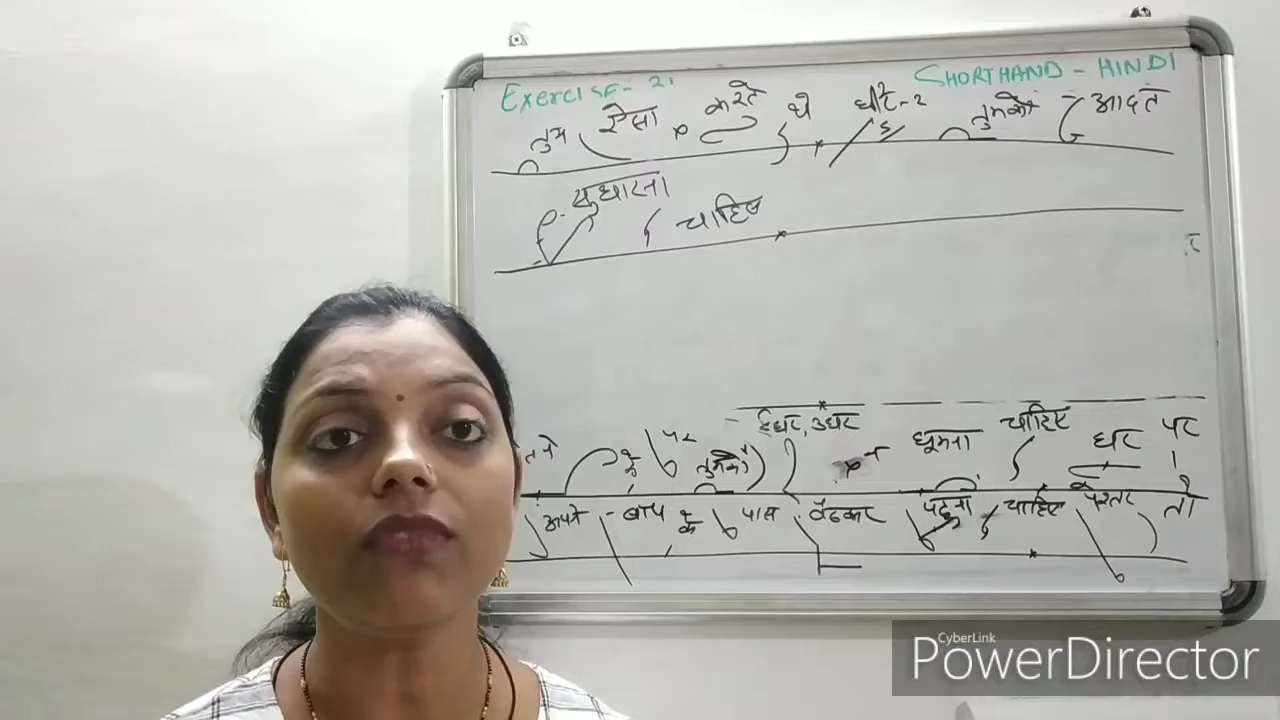 Exercise - 21 SHORTHAND - HINDI
तुम ऐसा करते थे धीरे-2 तुमको आदतें
सुधारना चाहिए
इधर, उधर
के पर तुमको न घूमना चाहिए घर पर
अपने बाप के पास बैठकर पढ़ना चाहिए तो
CyberLink
PowerDirector